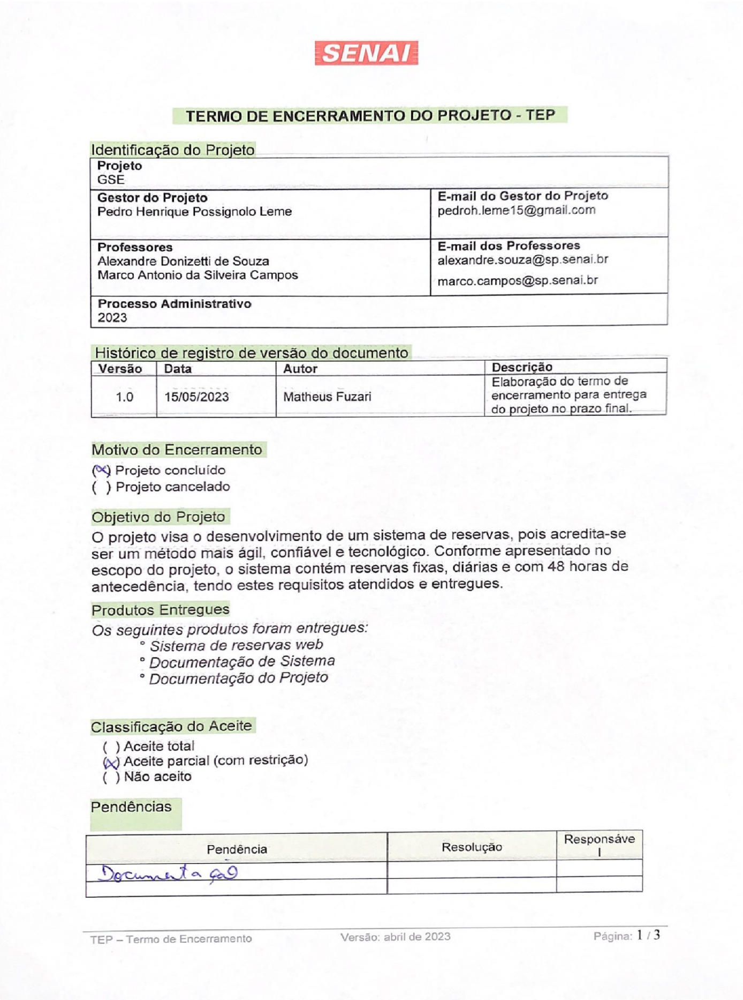 SENAI
TERMO DE ENCERRAMENTO DO PROJETO - TEP
Identificação do Projeto
Projeto
GSE
Gestor do Projeto
Pedro Henrique Possignolo Leme
E-mail do Gestor do Projeto
pedroh.leme15@gmail.com
Professores
Alexandre Donizetti de Souza
Marco Antonio da Silveira Campos
E-mail dos Professores
alexandre.souza@sp.senai.br
marco.campos@sp.senai.br
Processo Administrativo
2023
Histórico de registro de versão do documento
Versão Data Autor Descrição
1.0 15/05/2023 Matheus Fuzari Elaboração do termo de
encerramento para entrega
do projeto no prazo final.
Motivo do Encerramento
(x) Projeto concluído
( ) Projeto cancelado
Objetivo do Projeto
O projeto visa o desenvolvimento de um sistema de reservas, pois acredita-se
ser um método mais ágil, confiável e tecnológico. Conforme apresentado no
escopo do projeto, o sistema contém reservas fixas, diárias e com 48 horas de
antecedência, tendo estes requisitos atendidos e entregues.
Produtos Entregues
Os seguintes produtos foram entregues:
° Sistema de reservas web
° Documentação de Sistema
° Documentação do Projeto
Classificação do Aceite
( ) Aceite total
(x) Aceite parcial (com restrição)
( ) Não aceito
Pendências
Pendência Resolução Responsáve
l
Documentação
TEP – Termo de Encerramento Versão: abril de 2023 Página: 1 / 3